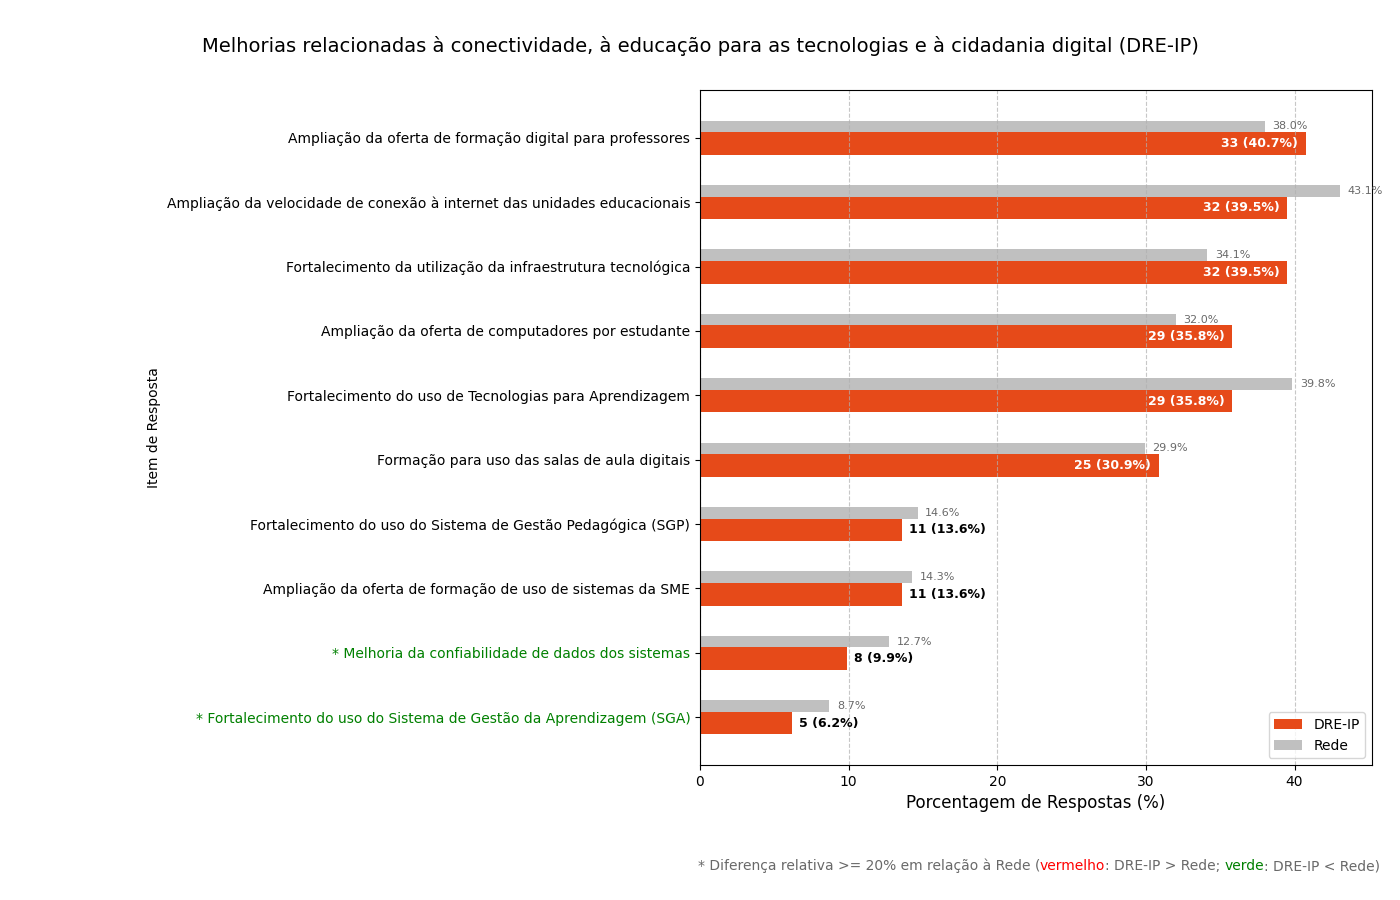 Melhorias relacionadas à conectividade, à educação para as tecnologias e à cidadania digital (DRE-IP)
Item de Resposta
Ampliação da oferta de formação digital para professores
38.0%
33 (40.7%)
Ampliação da velocidade de conexão à internet das unidades educacionais
43.1%
32 (39.5%)
Fortalecimento da utilização da infraestrutura tecnológica
34.1%
32 (39.5%)
Ampliação da oferta de computadores por estudante
32.0%
29 (35.8%)
Fortalecimento do uso de Tecnologias para Aprendizagem
39.8%
29 (35.8%)
Formação para uso das salas de aula digitais
29.9%
25 (30.9%)
Fortalecimento do uso do Sistema de Gestão Pedagógica (SGP)
14.6%
11 (13.6%)
Ampliação da oferta de formação de uso de sistemas da SME
14.3%
11 (13.6%)
* Melhoria da confiabilidade de dados dos sistemas
12.7%
8 (9.9%)
* Fortalecimento do uso do Sistema de Gestão da Aprendizagem (SGA)
8.7%
5 (6.2%)
DRE-IP
Rede
0 10 20 30 40
Porcentagem de Respostas (%)
* Diferença relativa >= 20% em relação à Rede (vermelho: DRE-IP > Rede; verde: DRE-IP < Rede)